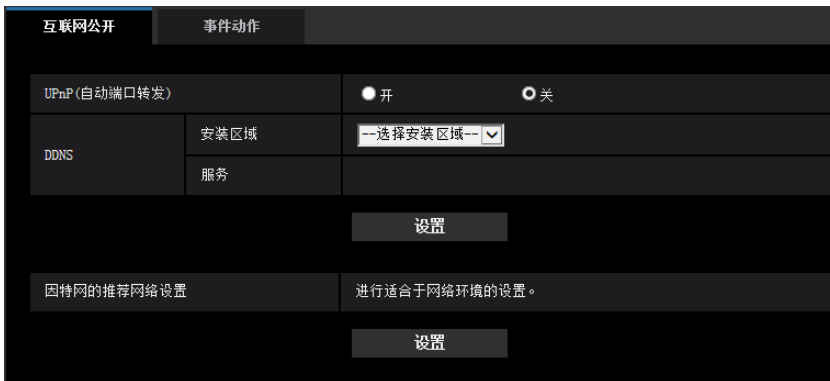 互联网公开 事件动作
UPnP(自动端口转发) 开 关
安装区域 --选择安装区域--
DDNS
服务
设置
因特网的推荐网络设置 进行适合于网络环境的设置。
设置